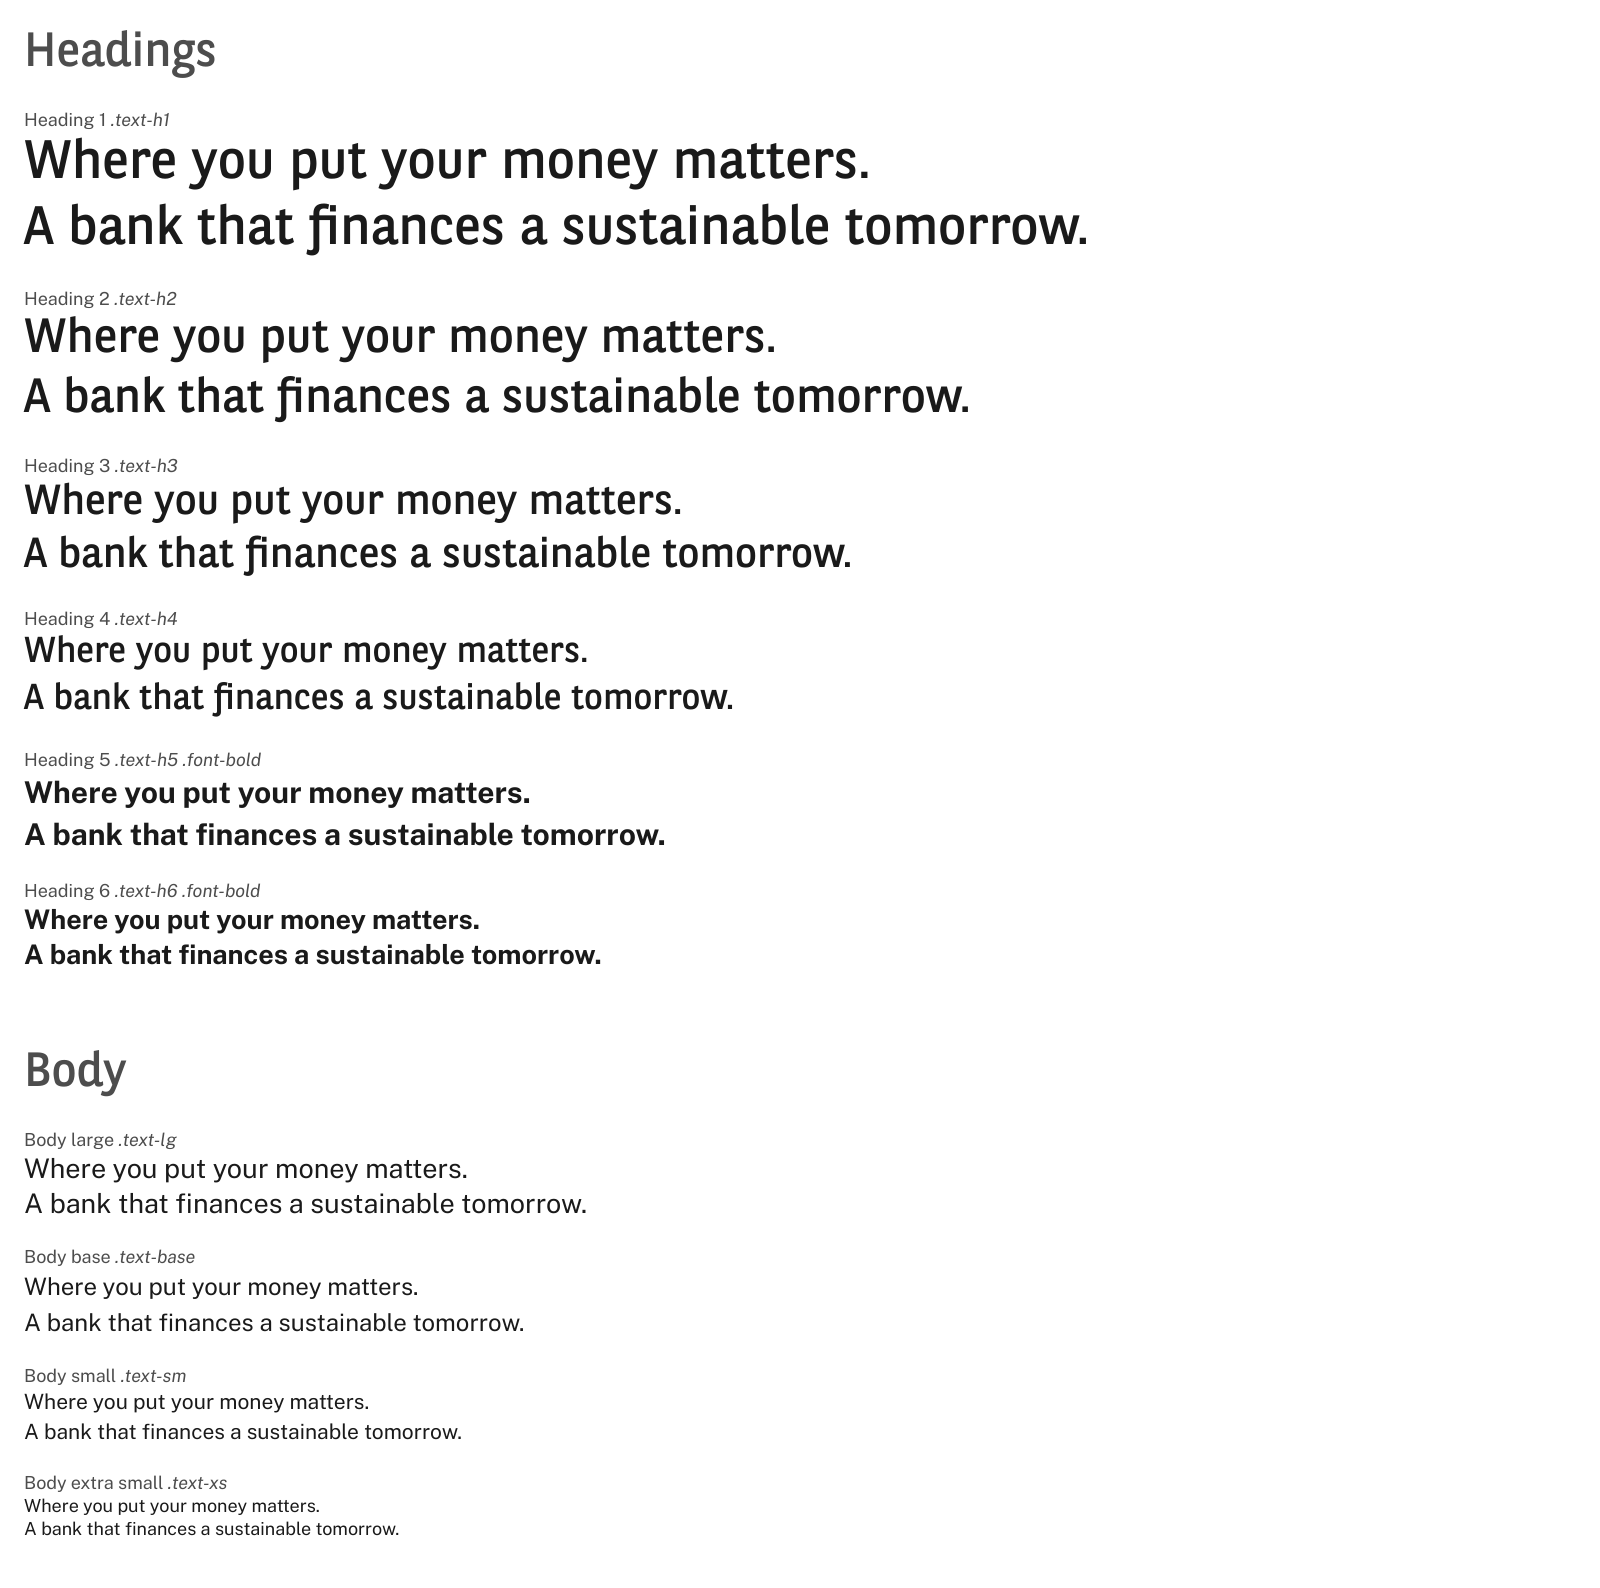 Headings
Heading 1 .text-h1
Where you put your money matters.
A bank that finances a sustainable tomorrow.
Heading 2 .text-h2
Where you put your money matters.
A bank that finances a sustainable tomorrow.
Heading 3 .text-h3
Where you put your money matters.
A bank that finances a sustainable tomorrow.
Heading 4 .text-h4
Where you put your money matters.
A bank that finances a sustainable tomorrow.
Heading 5 .text-h5 .font-bold
Where you put your money matters.
A bank that finances a sustainable tomorrow.
Heading 6 .text-h6 .font-bold
Where you put your money matters.
A bank that finances a sustainable tomorrow.
Body
Body large .text-lg
Where you put your money matters.
A bank that finances a sustainable tomorrow.
Body base .text-base
Where you put your money matters.
A bank that finances a sustainable tomorrow.
Body small .text-sm
Where you put your money matters.
A bank that finances a sustainable tomorrow.
Body extra small .text-xs
Where you put your money matters.
A bank that finances a sustainable tomorrow.